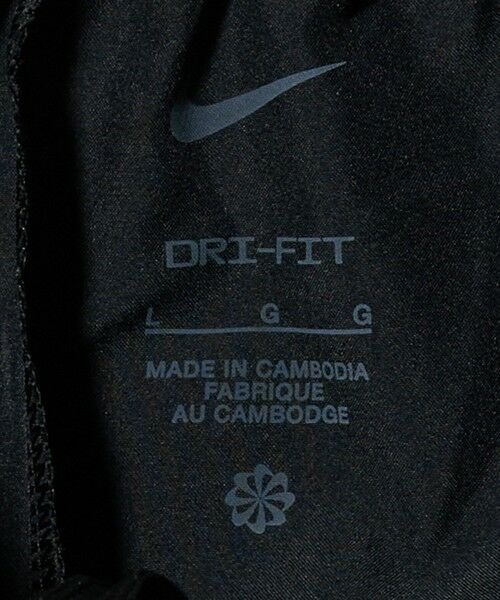 DRI-FIT
L G G
MADE IN CAMBODIA
FABRIQUE
AU CAMBODGE